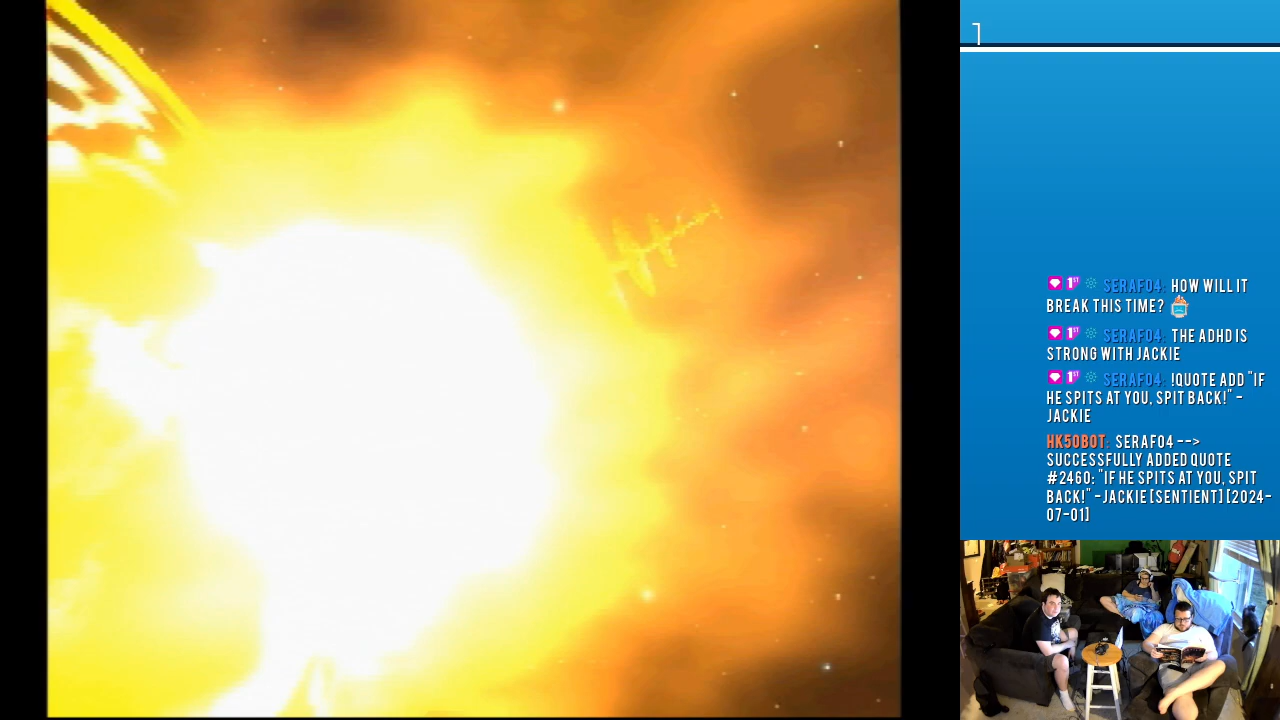 1
SERAF04: HOW WILL IT
BREAK THIS TIME?
SERAF04: THE ADHD IS
STRONG WITH JACKIE
SERAF04: !QUOTE ADD "IF
HE SPITS AT YOU, SPIT BACK!" -
JACKIE
HK50BOT: SERAF04 -->
SUCCESSFULLY ADDED QUOTE
#2460: "IF HE SPITS AT YOU, SPIT
BACK!" - JACKIE [SENTIENT] [2024-
07-01]